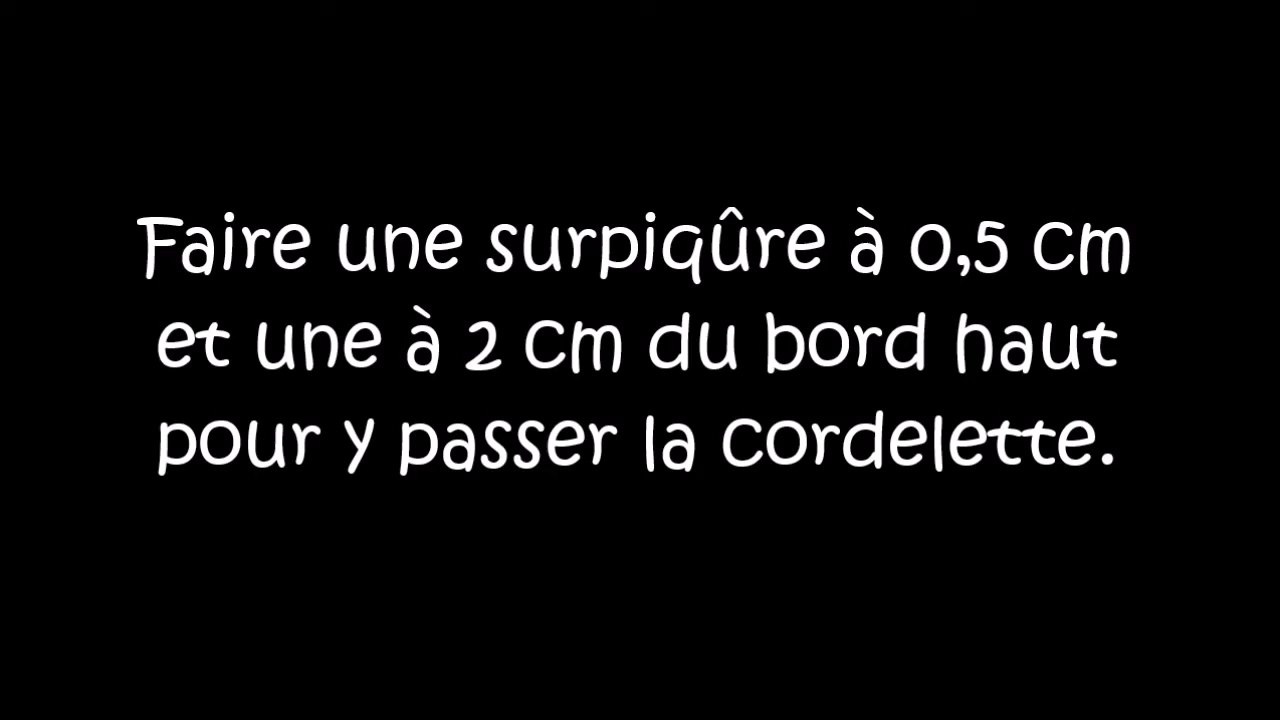 Faire une surpiqûre à 0,5 cm
et une à 2 cm du bord haut
pour y passer la cordelette.